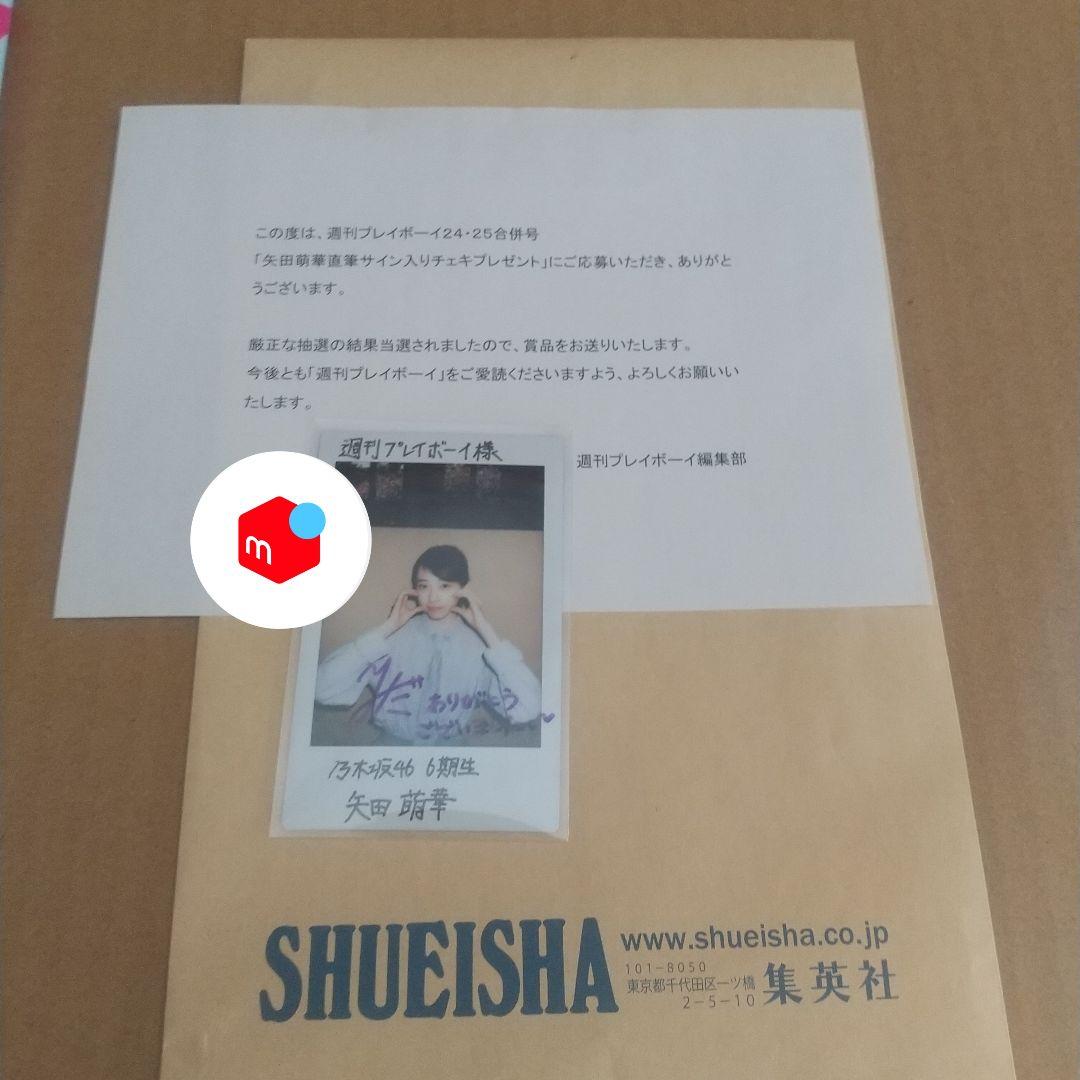 この度は、週刊プレイボーイ24・25合併号
「矢田萌華直筆サイン入りチェキプレゼント」にご応募いただき、ありがと
うございます。
厳正な抽選の結果当選されましたので、賞品をお送りいたします。
今後とも「週刊プレイボーイ」をご愛読くださいますよう、よろしくお願いい
たします。
週刊プレイボーイ編集部
週刊プレイボーイ様
m
ありがとう
乃木坂46 6期生
矢田 萌華
SHUEISHA
www.shueisha.co.jp
101-8050
東京都千代田区一ツ橋
2-5-10
集英社